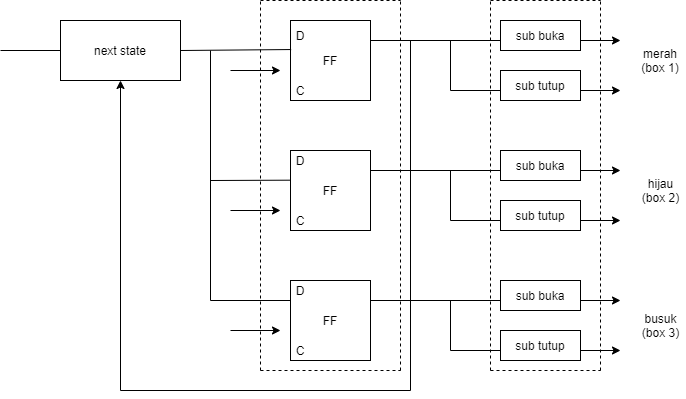 next state
D
FF
C
sub buka
sub tutup
merah
(box 1)
D
FF
C
sub buka
sub tutup
hijau
(box 2)
D
FF
C
sub buka
sub tutup
busuk
(box 3)